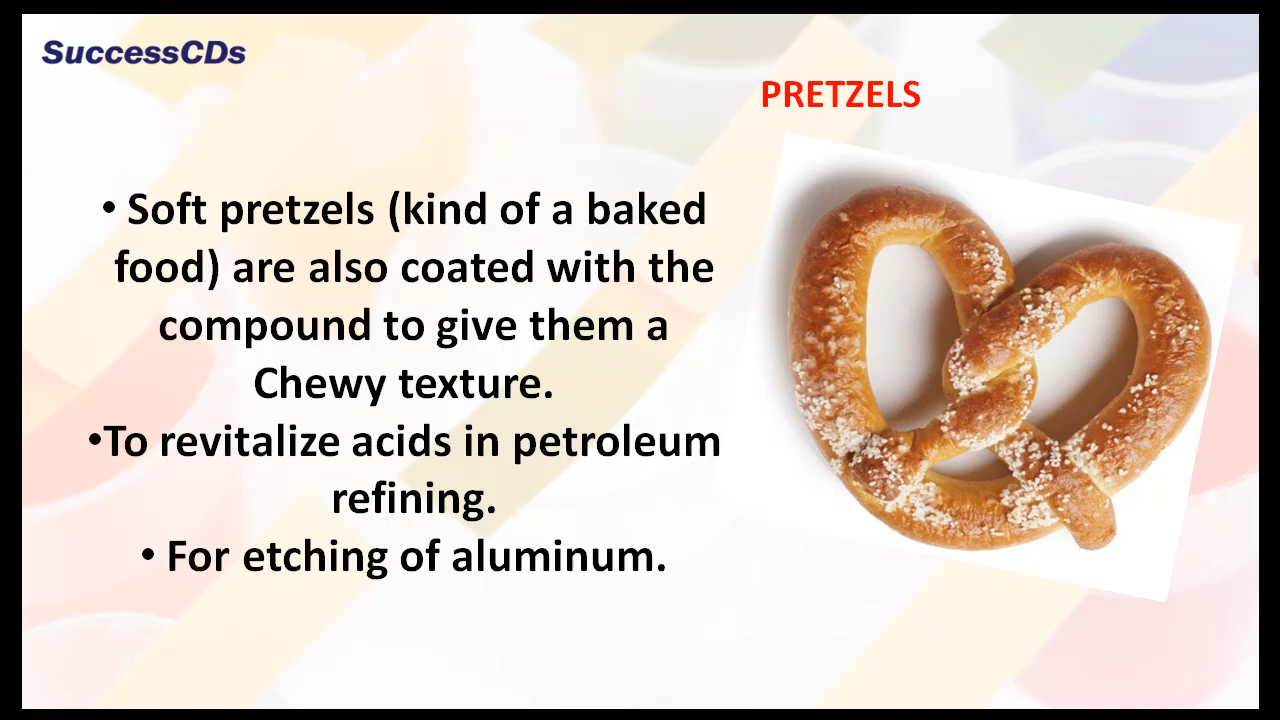 SuccessCDs
PRETZELS
• Soft pretzels (kind of a baked
food) are also coated with the
compound to give them a
Chewy texture.
•To revitalize acids in petroleum
refining.
• For etching of aluminum.